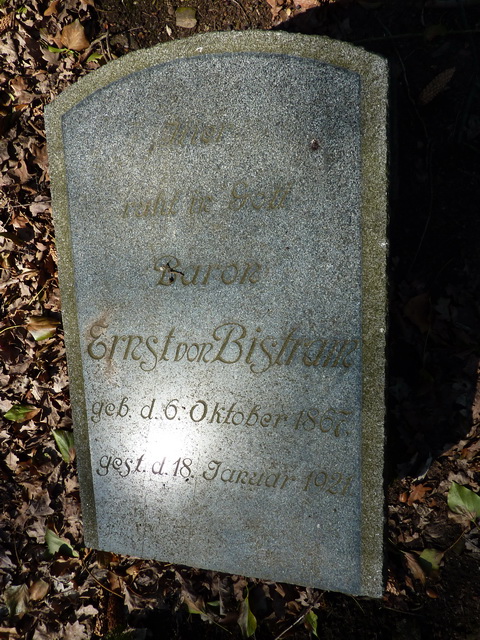 Hier
ruht in Gott
Baron
Ernst von Bistram
geb. d. 6. Oktober 1867.
gest. d. 18. Januar 1921.